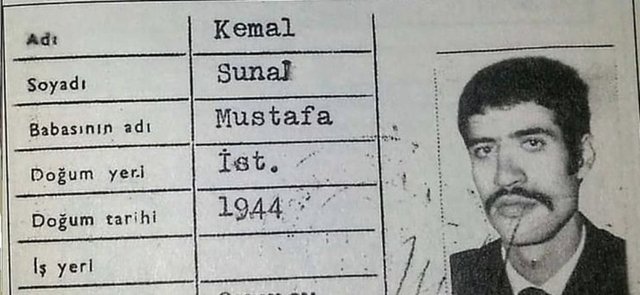 Adı Kemal
Soyadı Sunal
Babasının adı Mustafa
Doğum yeri İst.
Doğum tarihi 1944
İş yeri